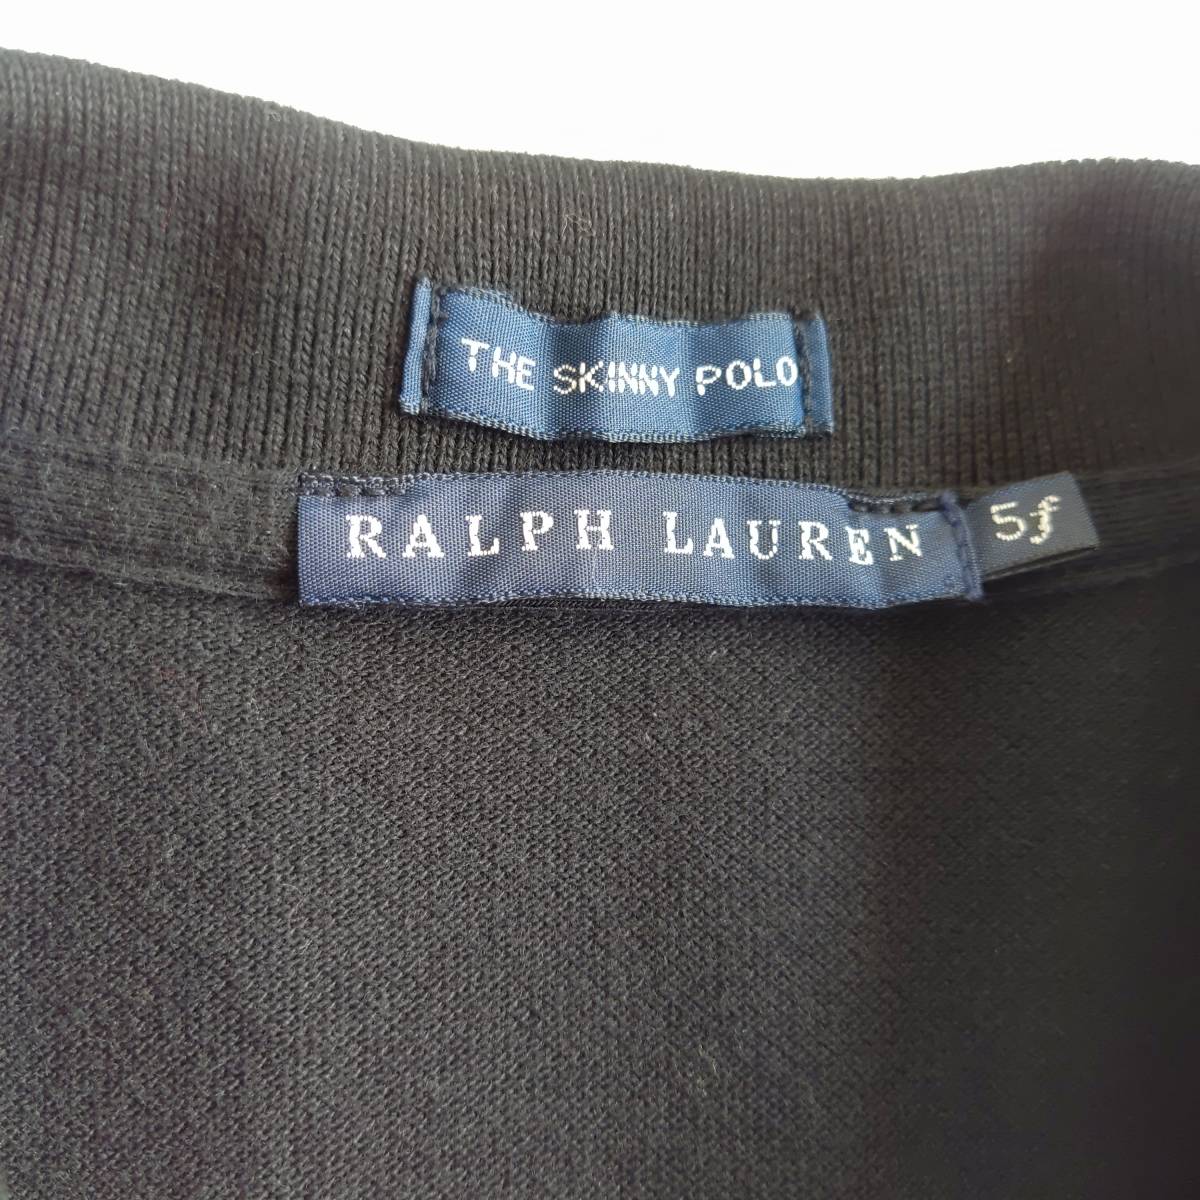 THE SKINNY POLO
RALPH LAUREN
5f